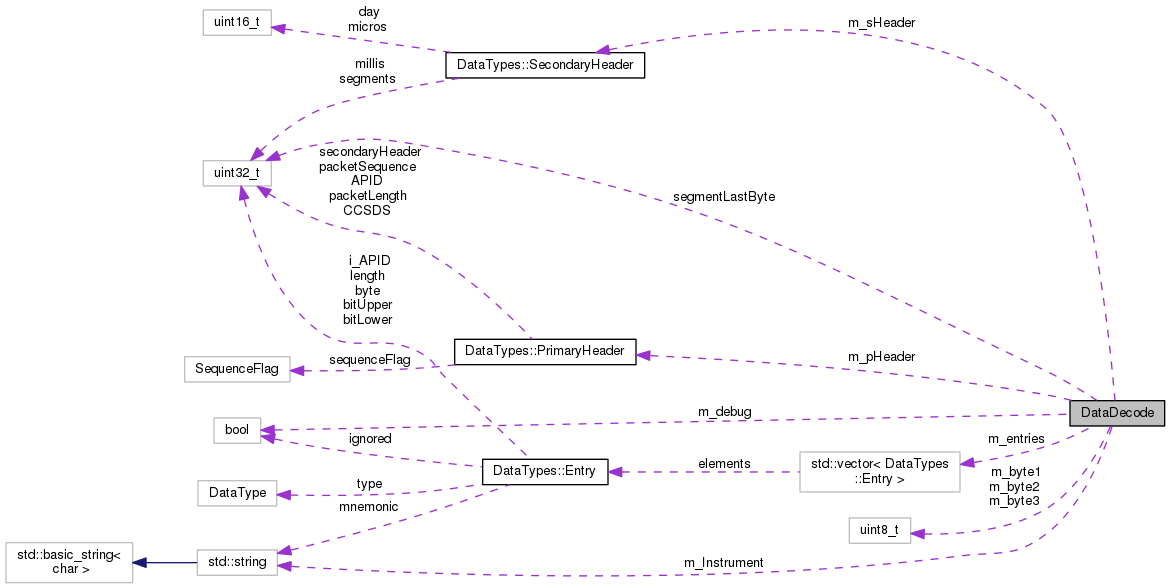 day
micros
uint16_t
m_sHeader
DataTypes::SecondaryHeader
millis
segments
secondaryHeader
packetSequence
APID
packetLength
CCSDS
uint32_t
segmentLastByte
i_APID
length
byte
bitUpper
bitLower
DataTypes::PrimaryHeader
m_pHeader
sequenceFlag
SequenceFlag
DataDecode
m_debug
bool
ignored
m_entries
elements
std::vector< DataTypes
::Entry >
DataTypes::Entry
type
DataType
mnemonic
m_byte1
m_byte2
m_byte3
uint8_t
std::basic_string<
char >
std::string
m_Instrument